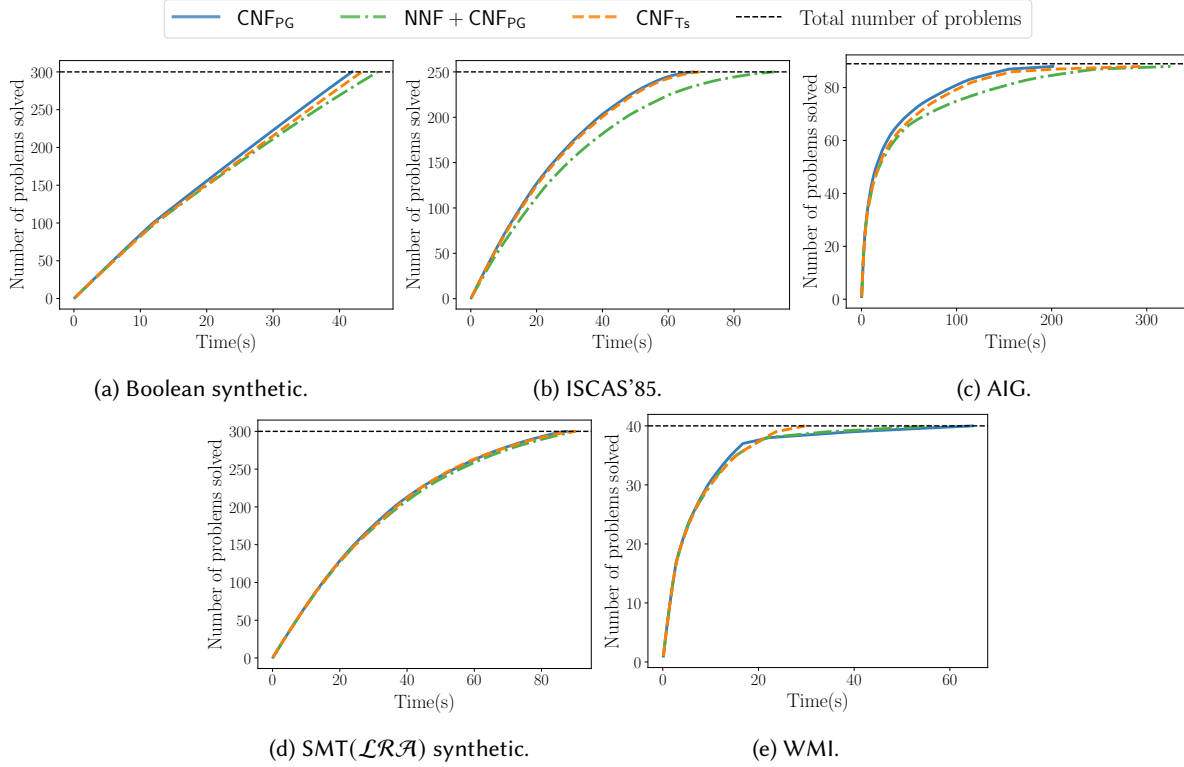 CNF_PG NNF + CNF_PG CNF_Ts Total number of problems
Number of problems solved
300
250
200
150
100
50
0
0 10 20 30 40
Time(s)
(a) Boolean synthetic.
Number of problems solved
250
200
150
100
50
0
0 20 40 60 80
Time(s)
(b) ISCAS'85.
Number of problems solved
80
60
40
20
0
0 100 200 300
Time(s)
(c) AIG.
Number of problems solved
300
250
200
150
100
50
0
0 20 40 60 80
Time(s)
(d) SMT(ℒℛ𝒜) synthetic.
Number of problems solved
40
30
20
10
0
0 20 40 60
Time(s)
(e) WMI.